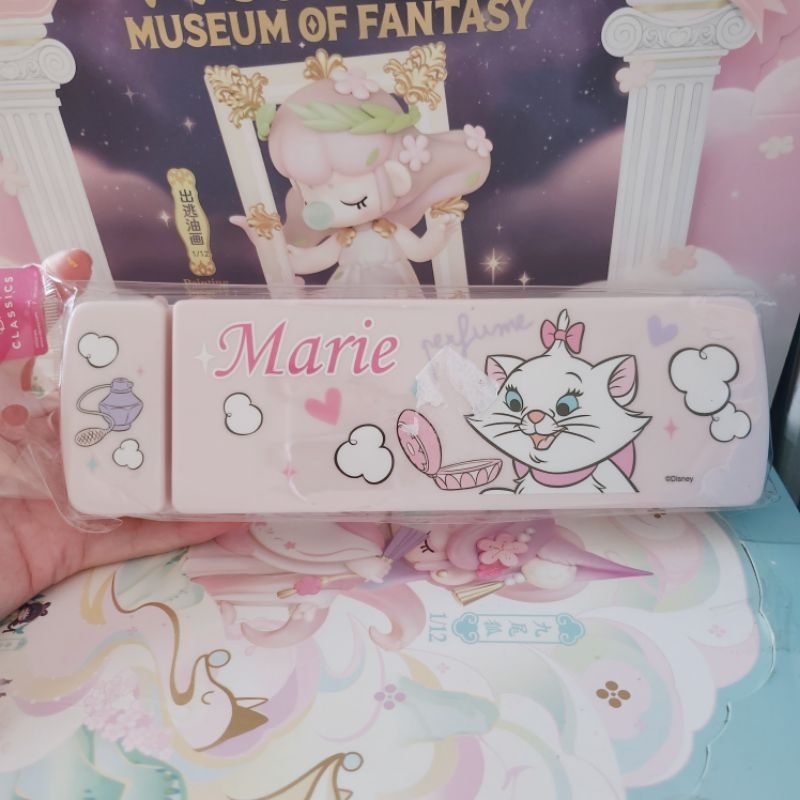 MUSEUM OF FANTASY
出逃油画
1/12
CLASSICS
Marie
perfume
©Disney
九尾狐
1/12